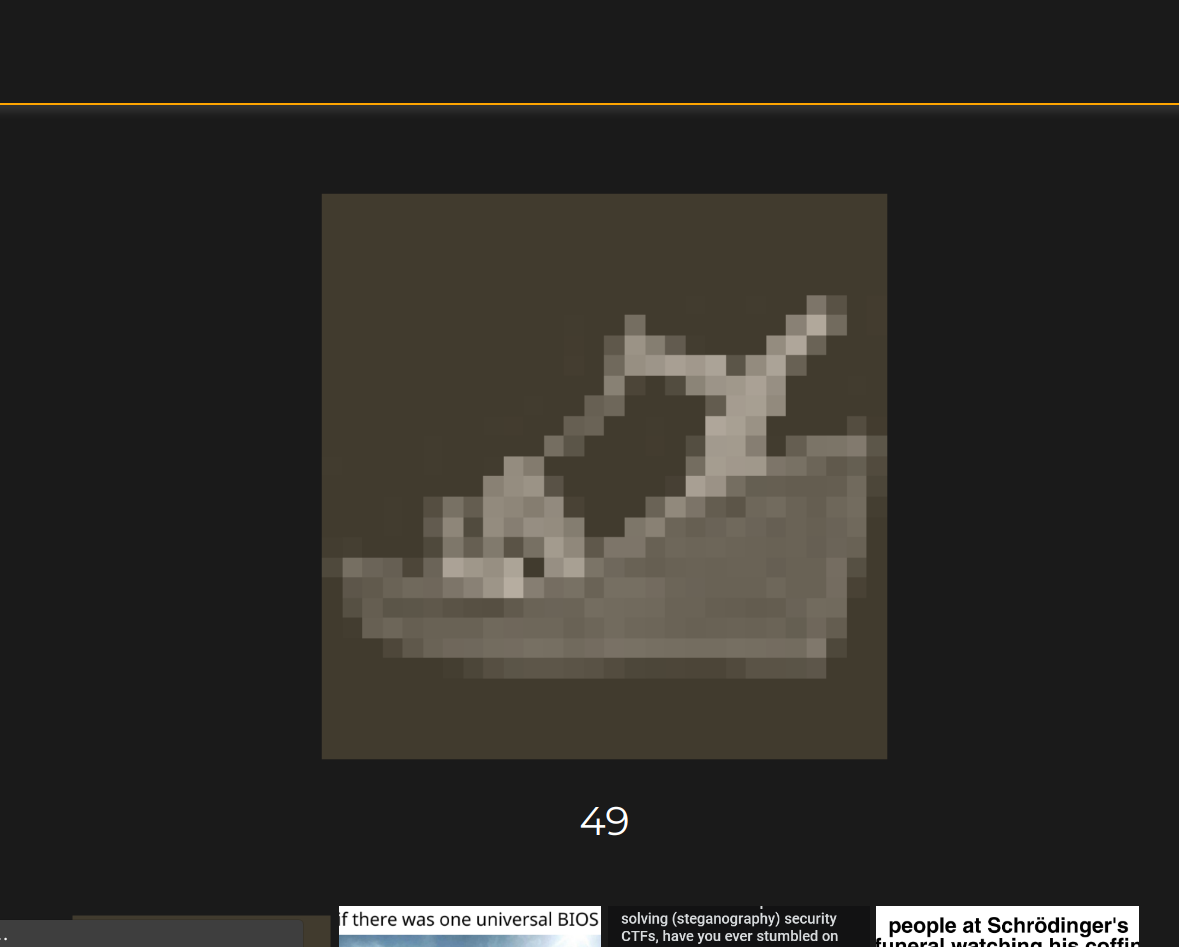 49
if there was one universal BIOS
solving (steganography) security
CTFs, have you ever stumbled on
people at Schrödinger's
funeral watching his coffin
..